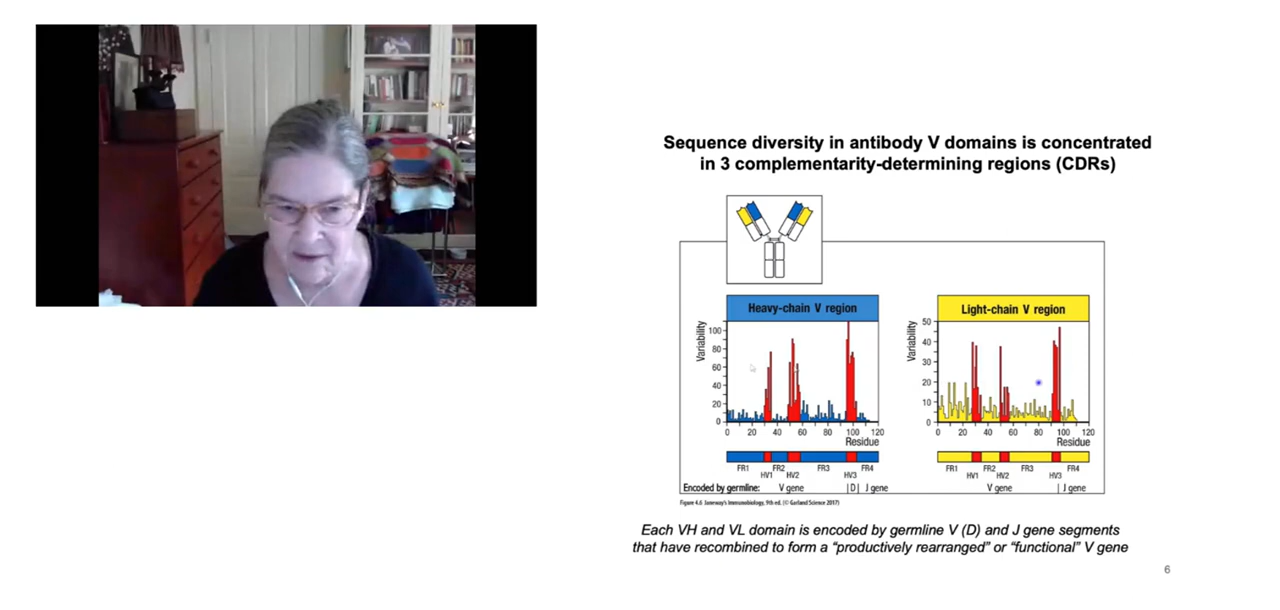 Sequence diversity in antibody V domains is concentrated
in 3 complementarity-determining regions (CDRs)
Heavy-chain V region
Variability
100
80
60
40
20
0
0 20 40 60 80 100 120
Residue
FR1 HV1 FR2 HV2 FR3 HV3 FR4
Encoded by germline: V gene |D| J gene
Light-chain V region
Variability
50
40
30
20
10
0
0 20 40 60 80 100 120
Residue
FR1 HV1 FR2 HV2 FR3 HV3 FR4
V gene | J gene
Figure 4.6 Janeway's Immunobiology, 9th ed. (© Garland Science 2017)
Each VH and VL domain is encoded by germline V (D) and J gene segments
that have recombined to form a “productively rearranged” or “functional” V gene
6